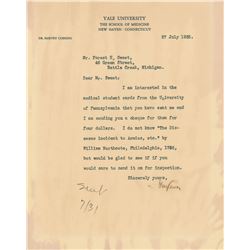 YALE UNIVERSITY
THE SCHOOL OF MEDICINE
NEW HAVEN · CONNECTICUT
DR. HARVEY CUSHING
27 July 1935.
Mr. Forest H. Sweet,
46 Green Street,
Battle Creek, Michigan.
Dear Mr. Sweet:
I am interested in the
medical student cards from the University of
Pennsylvania that you have sent me and
I am sending you a cheque for them for
four dollars. I do not know "The Dis-
eases Incident to Armies, etc." by
William Northcote, Philadelphia, 1776,
but would be glad to see it if you
would care to send it on for inspection.
Sincerely yours,
7/31